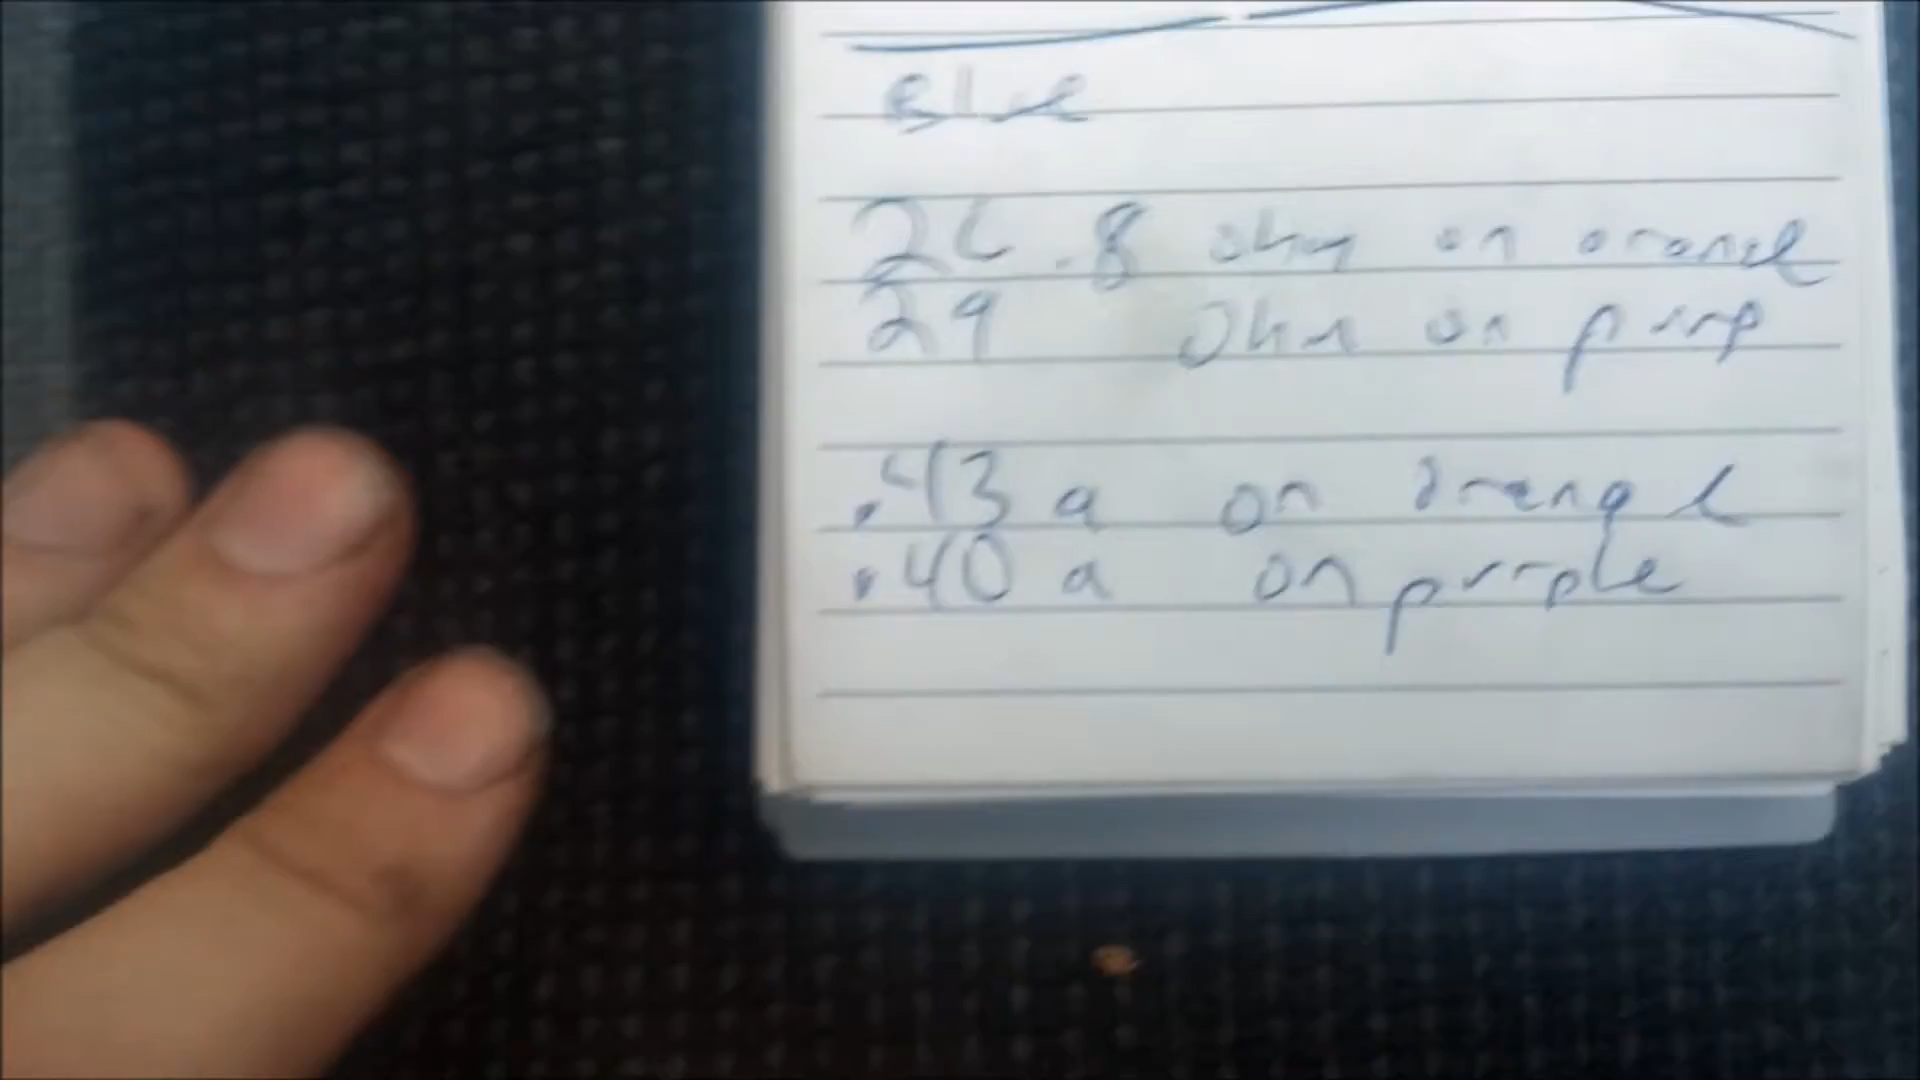 Blue
26.8 ohm on orange
29 Ohm on purp
.43 a on orange
.40 a on purple